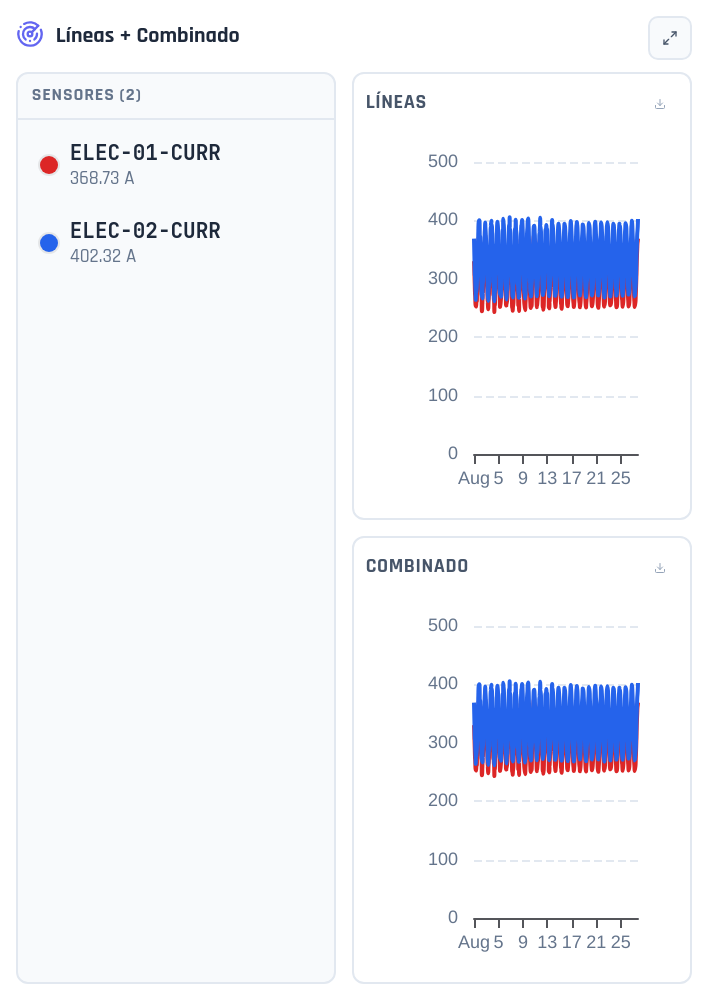 Líneas + Combinado
SENSORES (2)
ELEC-01-CURR
368.73 A
ELEC-02-CURR
402.32 A
LÍNEAS
500
400
300
200
100
0
Aug 5 9 13 17 21 25
COMBINADO
500
400
300
200
100
0
Aug 5 9 13 17 21 25